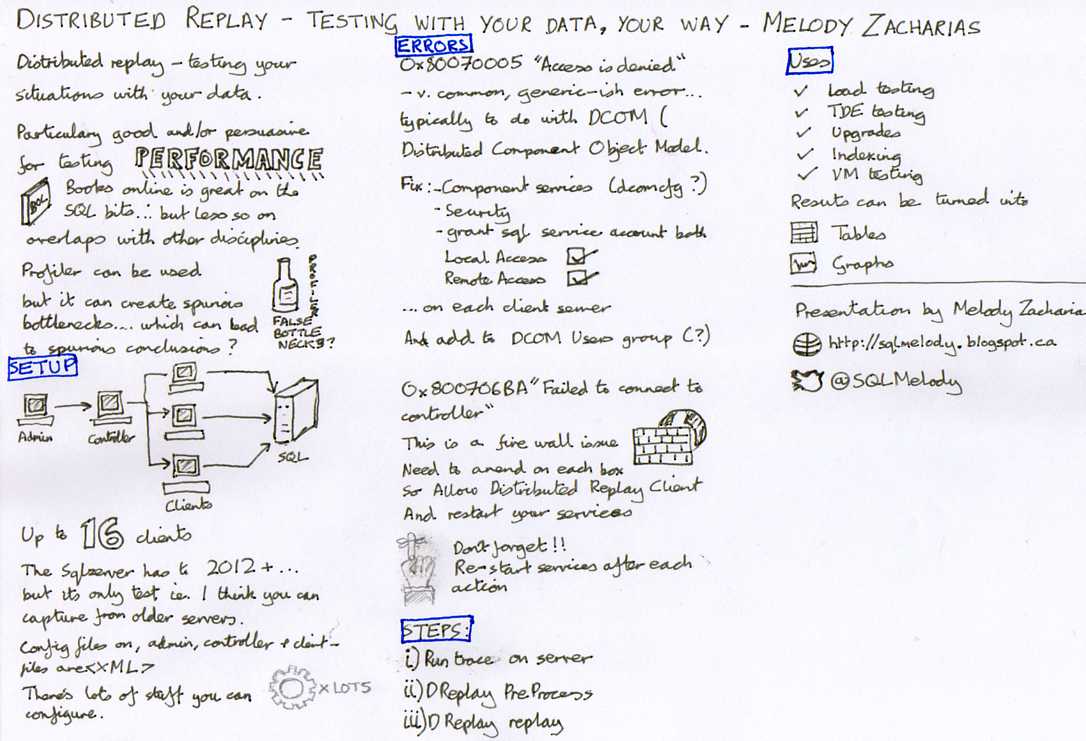 DISTRIBUTED REPLAY - TESTING WITH YOUR DATA, YOUR WAY - MELODY ZACHARIAS
Distributed replay - testing your
situations with your data.
Particulary good and/or persuasive
for testing PERFORMANCE
BOL
Books online is great on the
SQL bits... but less so on
overlaps with other disciplines.
Profiler can be used
but it can create spurious
bottlenecks.... which can lead
to spurious conclusions?
FALSE
BOTTLE
NECKS?
SETUP
Admin
Controller
Clients
SQL
Up to 16 clients
The Sqlserver has to 2012+...
but its only test i.e. I think you can
capture from older servers.
Config files on, admin, controller + client-
files are <XML>
There's lots of stuff you can
configure.
x LOTS
ERRORS
0x80070005 "Access is denied"
- v. common, generic-ish error...
typically to do with DCOM (
Distributed Component Object Model.
Fix:- Component services (dcomcfg?)
- Security
- grant sql service account both
Local Access
Remote Access
...on each client server
And add to DCOM Users group (?)
0x800706BA "Failed to connect to
controller"
This is a fire wall issue
Need to amend on each box
so Allow Distributed Replay Client
And restart your services
Don't forget!!
Re-start services after each
action
STEPS:
i) Run trace on server
ii) DReplay PreProcess
iii) DReplay replay
Uses
✓ Load testing
✓ TDE testing
✓ Upgrades
✓ Indexing
✓ VM testing
Results can be turned into
Tables
Graphs
Presentation by Melody Zacharia
http://sqlmelody.blogspot.ca
@SQLMelody